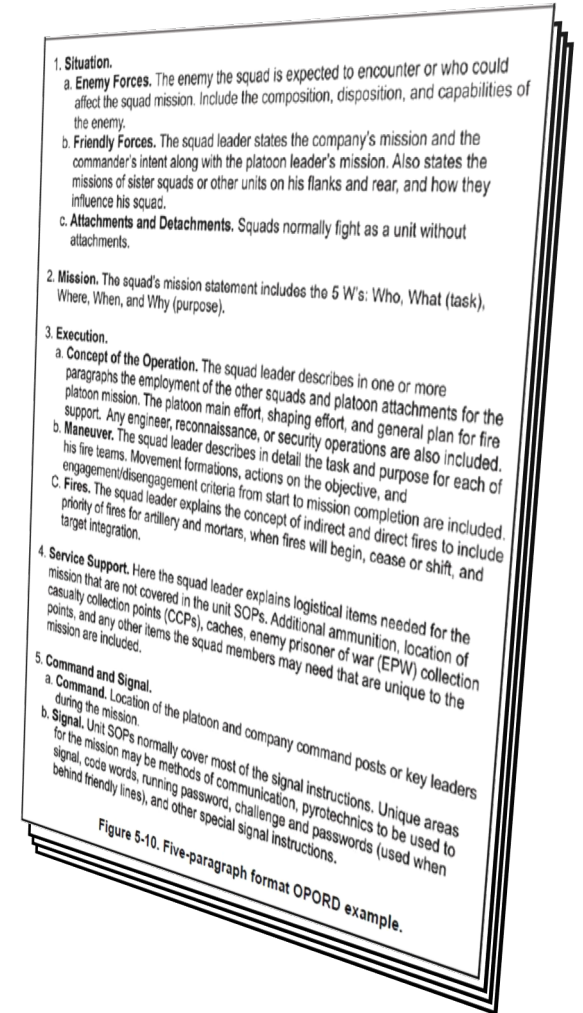 1. Situation.
a. Enemy Forces. The enemy the squad is expected to encounter or who could
affect the squad mission. Include the composition, disposition, and capabilities of
the enemy.
b. Friendly Forces. The squad leader states the company's mission and the
commander's intent along with the platoon leader's mission. Also states the
missions of sister squads or other units on his flanks and rear, and how they
influence his squad.
c. Attachments and Detachments. Squads normally fight as a unit without
attachments.
2. Mission. The squad's mission statement includes the 5 W's: Who, What (task),
Where, When, and Why (purpose).
3. Execution.
a. Concept of the Operation. The squad leader describes in one or more
paragraphs the employment of the other squads and platoon attachments for the
platoon mission. The platoon main effort, shaping effort, and general plan for fire
support. Any engineer, reconnaissance, or security operations are also included.
b. Maneuver. The squad leader describes in detail the task and purpose for each of
his fire teams. Movement formations, actions on the objective, and
engagement/disengagement criteria from start to mission completion are included.
C. Fires. The squad leader explains the concept of indirect and direct fires to include
priority of fires for artillery and mortars, when fires will begin, cease or shift, and
target integration.
4. Service Support. Here the squad leader explains logistical items needed for the
mission that are not covered in the unit SOPs. Additional ammunition, location of
casualty collection points (CCPs), caches, enemy prisoner of war (EPW) collection
points, and any other items the squad members may need that are unique to the
mission are included.
5. Command and Signal.
a. Command. Location of the platoon and company command posts or key leaders
during the mission.
b. Signal. Unit SOPs normally cover most of the signal instructions. Unique areas
for the mission may be methods of communication, pyrotechnics to be used to
signal, code words, running password, challenge and passwords (used when
behind friendly lines), and other special signal instructions.
Figure 5-10. Five-paragraph format OPORD example.